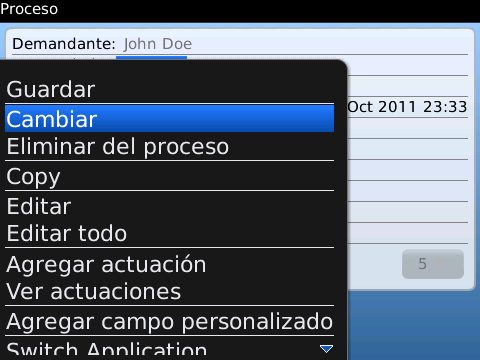 Proceso
Demandante: John Doe
Guardar
Oct 2011 23:33
Cambiar
Eliminar del proceso
Copy
Editar
Editar todo
Agregar actuación
5
Ver actuaciones
Agregar campo personalizado
Switch Application